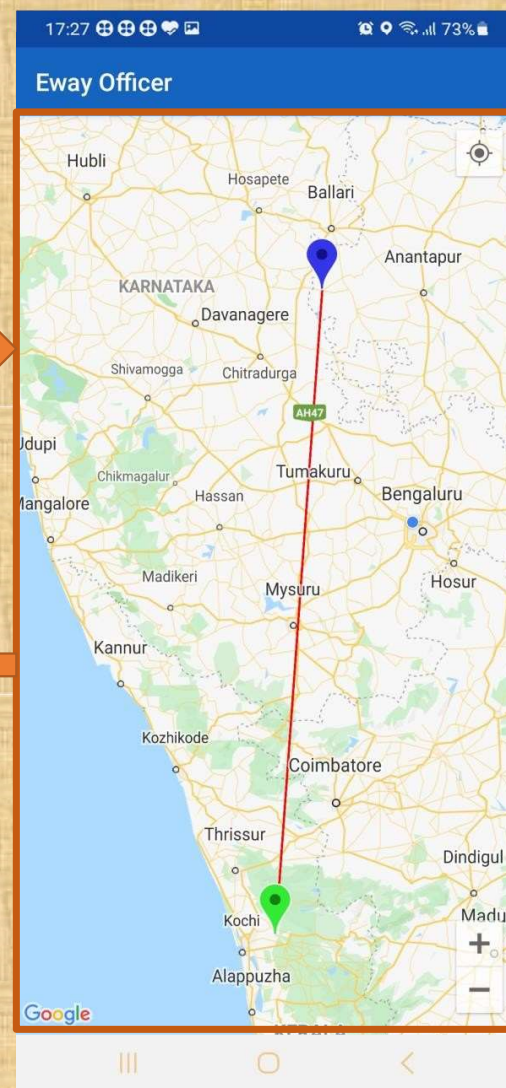 17:27 73%
Eway Officer
Hubli
Hosapete
Ballari
Anantapur
KARNATAKA
Davanagere
Shivamogga
Chitradurga
AH47
Udupi
Tumakuru
Chikmagalur
Bengaluru
Hassan
Mangalore
Hosur
Madikeri
Mysuru
Kannur
Kozhikode
Coimbatore
Thrissur
Dindigul
Kochi
Madu
+
Alappuzha
−
Google
KERALA